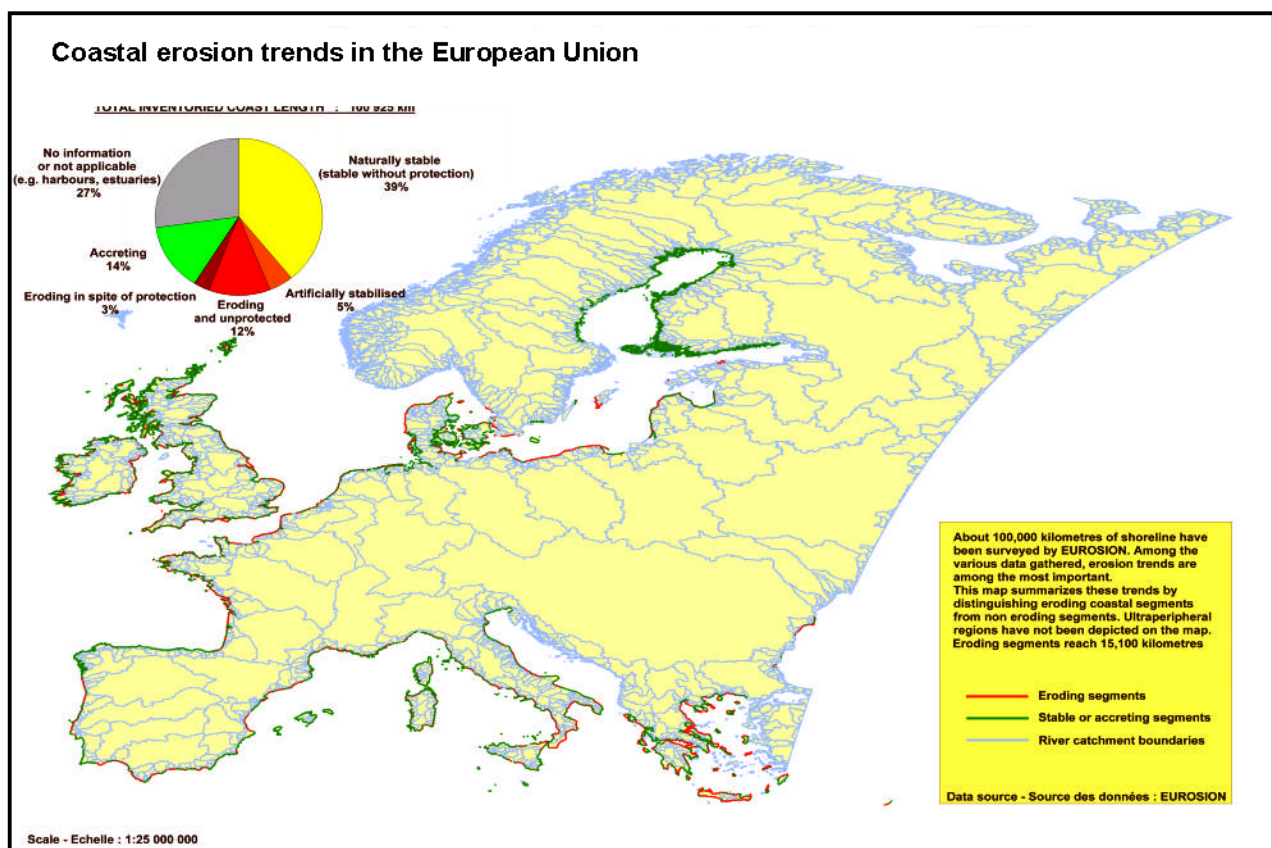 Coastal erosion trends in the European Union
TOTAL INVENTORIED COAST LENGTH : 100 925 km
No information
or not applicable
(e.g. harbours, estuaries)
27%
Naturally stable
(stable without protection)
39%
Accreting
14%
Eroding in spite of protection
3%
Eroding
and unprotected
12%
Artificially stabilised
5%
About 100,000 kilometres of shoreline have
been surveyed by EUROSION. Among the
various data gathered, erosion trends are
among the most important.
This map summarizes these trends by
distinguishing eroding coastal segments
from non eroding segments. Ultraperipheral
regions have not been depicted on the map.
Eroding segments reach 15,100 kilometres
Eroding segments
Stable or accreting segments
River catchment boundaries
Data source - Source des données : EUROSION
Scale - Echelle : 1:25 000 000